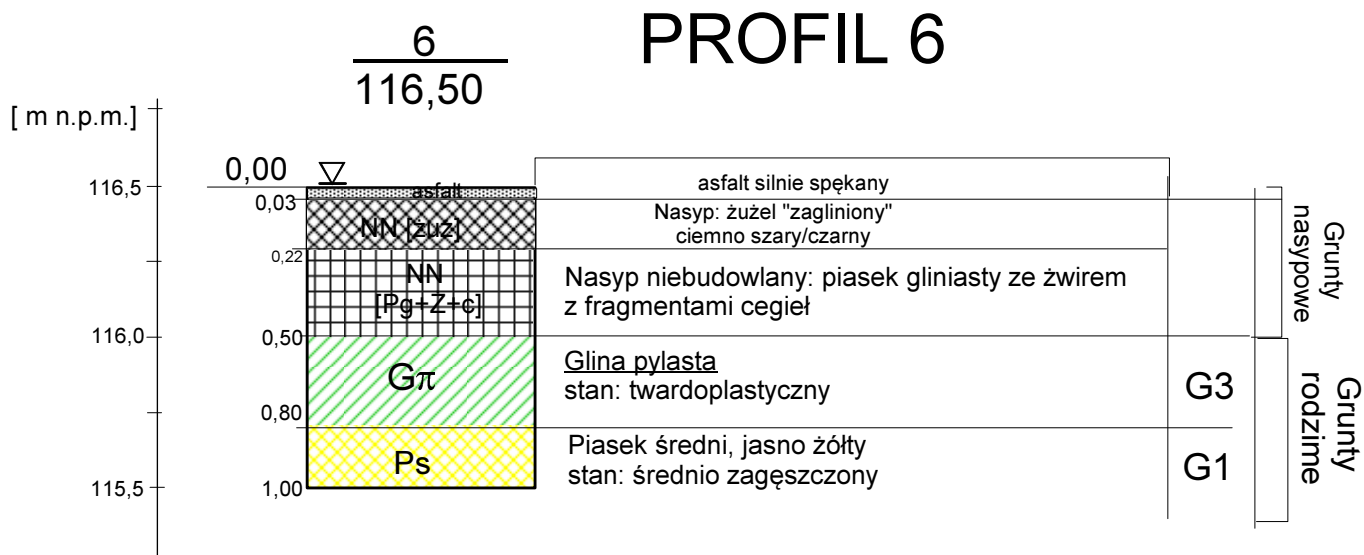 PROFIL 6
6
116,50
[ m n.p.m.]
0,00
116,5
asfalt
asfalt silnie spękany
0,03
NN [żuż]
Nasyp: żużel "zagliniony"
ciemno szary/czarny
0,22
NN
[Pg+Ż+c]
Nasyp niebudowlany: piasek gliniasty ze żwirem
z fragmentami cegieł
Grunty
nasypowe
116,0
0,50
Gπ
Glina pylasta
stan: twardoplastyczny
G3
0,80
Ps
Piasek średni, jasno żółty
stan: średnio zagęszczony
G1
Grunty
rodzime
115,5
1,00